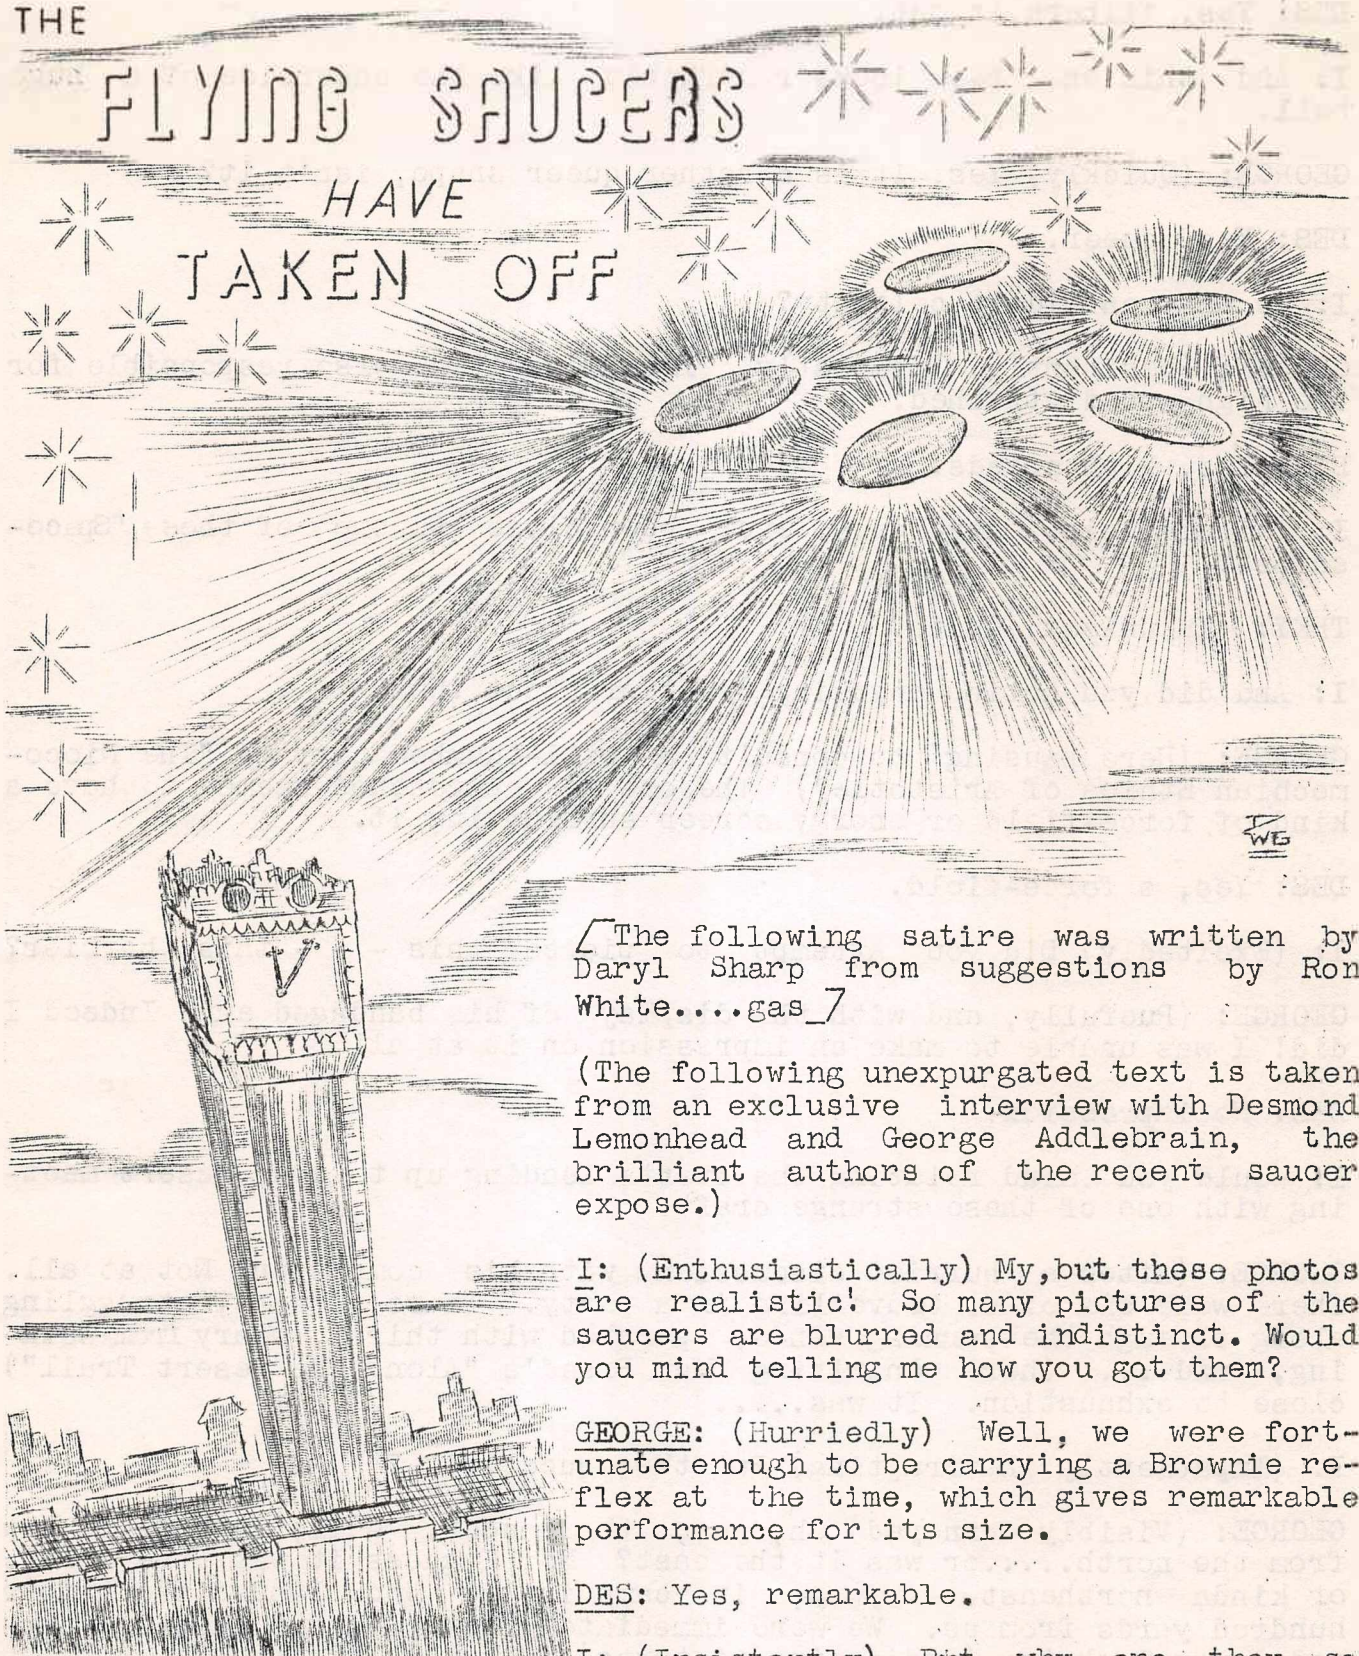 THE
FLYING SAUCERS
HAVE
TAKEN OFF
[The following satire was written by
Daryl Sharp from suggestions by Ron
White....gas_7
(The following unexpurgated text is taken
from an exclusive interview with Desmond
Lemonhead and George Addlebrain, the
brilliant authors of the recent saucer
expose.)
I: (Enthusiastically) My,but these photos
are realistic! So many pictures of the
saucers are blurred and indistinct. Would
you mind telling me how you got them?
GEORGE: (Hurriedly) Well, we were fort-
unate enough to be carrying a Brownie re-
flex at the time, which gives remarkable
performance for its size.
DES: Yes, remarkable.
I: (Insistently) But why are they so